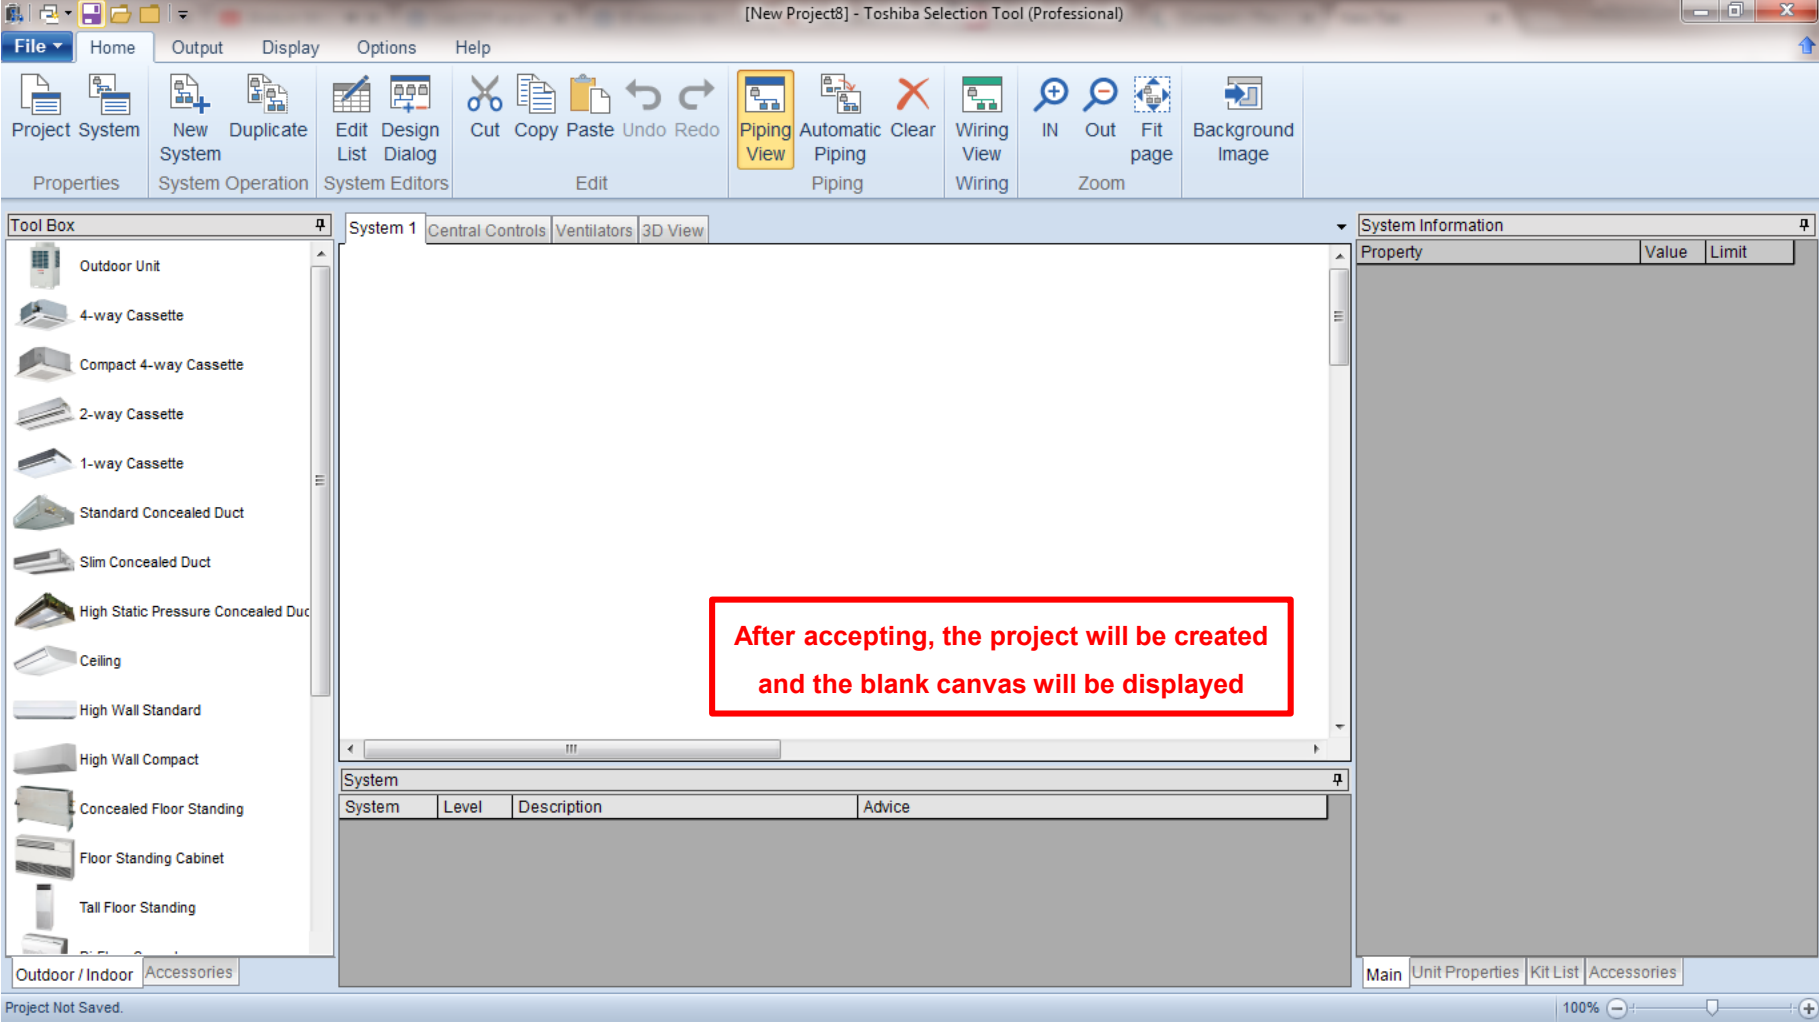 [New Project8] - Toshiba Selection Tool (Professional)
File Home Output Display Options Help
Project System New System Duplicate Edit List Design Dialog Cut Copy Paste Undo Redo Piping View Automatic Piping Clear Wiring View IN Out Fit page Background Image
Properties System Operation System Editors Edit Piping Wiring Zoom
Tool Box
Outdoor Unit
4-way Cassette
Compact 4-way Cassette
2-way Cassette
1-way Cassette
Standard Concealed Duct
Slim Concealed Duct
High Static Pressure Concealed Duc
Ceiling
High Wall Standard
High Wall Compact
Concealed Floor Standing
Floor Standing Cabinet
Tall Floor Standing
Outdoor / Indoor Accessories
System 1 Central Controls Ventilators 3D View
After accepting, the project will be created
and the blank canvas will be displayed
System
System Level Description Advice
System Information
Property Value Limit
Main Unit Properties Kit List Accessories
Project Not Saved.
100%